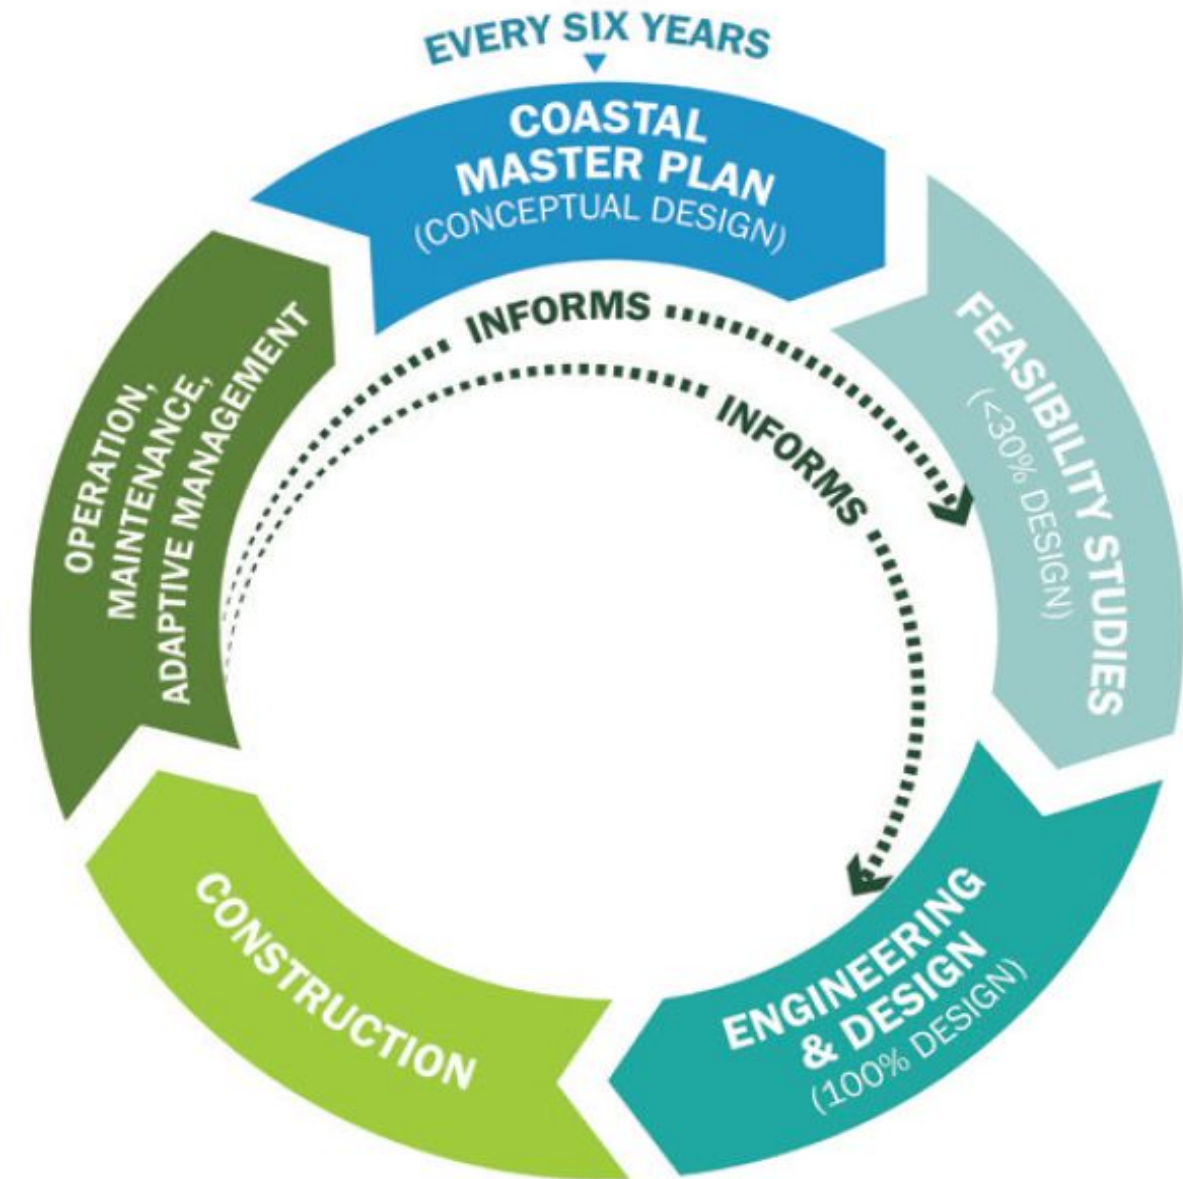 EVERY SIX YEARS
COASTAL
MASTER PLAN
(CONCEPTUAL DESIGN)
FEASIBILITY STUDIES
(<30% DESIGN)
ENGINEERING
& DESIGN
(100% DESIGN)
CONSTRUCTION
OPERATION,
MAINTENANCE,
ADAPTIVE MANAGEMENT
INFORMS
INFORMS